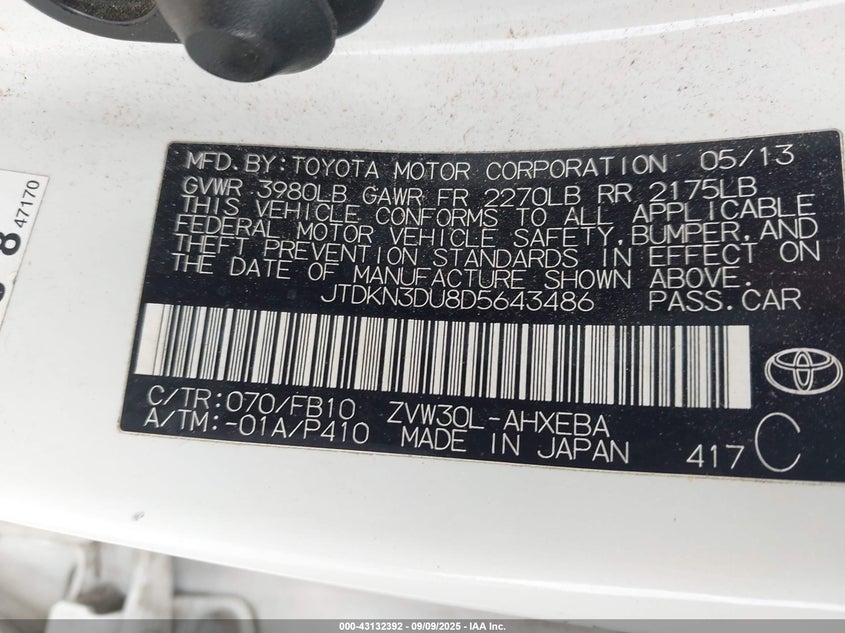 MFD.BY:TOYOTA MOTOR CORPORATION 05/13
GVWR 3980LB GAWR FR 2270LB RR 2175LB
THIS VEHICLE CONFORMS TO ALL APPLICABLE
FEDERAL MOTOR VEHICLE SAFETY,BUMPER,AND
THEFT PREVENTION STANDARDS IN EFFECT ON
THE DATE OF MANUFACTURE SHOWN ABOVE.
JTDKN3DU8D5643486 PASS.CAR
C/TR:070/FB10 ZVW30L-AHXEBA
A/TM:-01A/P410 MADE IN JAPAN 417 C
8 47170
000-43132392 - 09/09/2025 - IAA Inc.